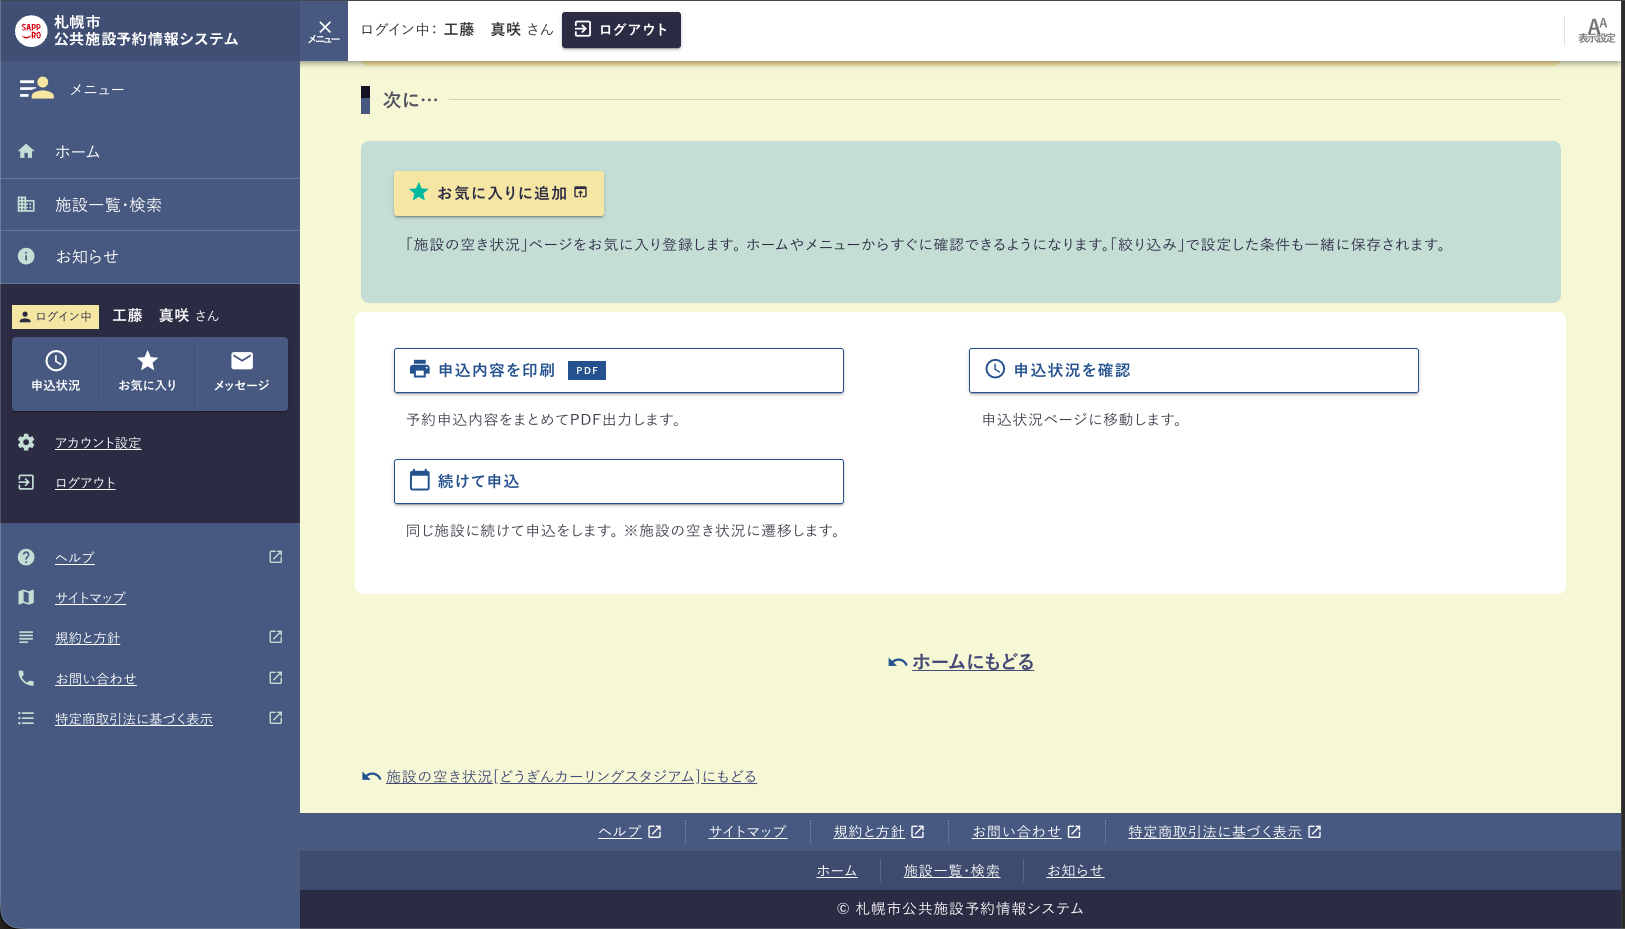 SAPP
RO
札幌市
公共施設予約情報システム
メニュー
ログイン中： 工藤　真咲 さん
ログアウト
AA
表示設定
メニュー
ホーム
施設一覧・検索
お知らせ
ログイン中
工藤　真咲 さん
申込状況
お気に入り
メッセージ
アカウント設定
ログアウト
ヘルプ
サイトマップ
規約と方針
お問い合わせ
特定商取引法に基づく表示
次に…
お気に入りに追加
「施設の空き状況」ページをお気に入り登録します。ホームやメニューからすぐに確認できるようになります。「絞り込み」で設定した条件も一緒に保存されます。
申込内容を印刷 PDF
予約申込内容をまとめてPDF出力します。
申込状況を確認
申込状況ページに移動します。
続けて申込
同じ施設に続けて申込をします。※施設の空き状況に遷移します。
ホームにもどる
施設の空き状況[どうぎんカーリングスタジアム]にもどる
ヘルプ サイトマップ 規約と方針 お問い合わせ 特定商取引法に基づく表示
ホーム 施設一覧・検索 お知らせ
© 札幌市公共施設予約情報システム